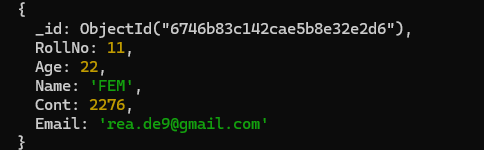 {
_id: ObjectId("6746b83c142cae5b8e32e2d6"),
RollNo: 11,
Age: 22,
Name: 'FEM',
Cont: 2276,
Email: 'rea.de9@gmail.com'
}